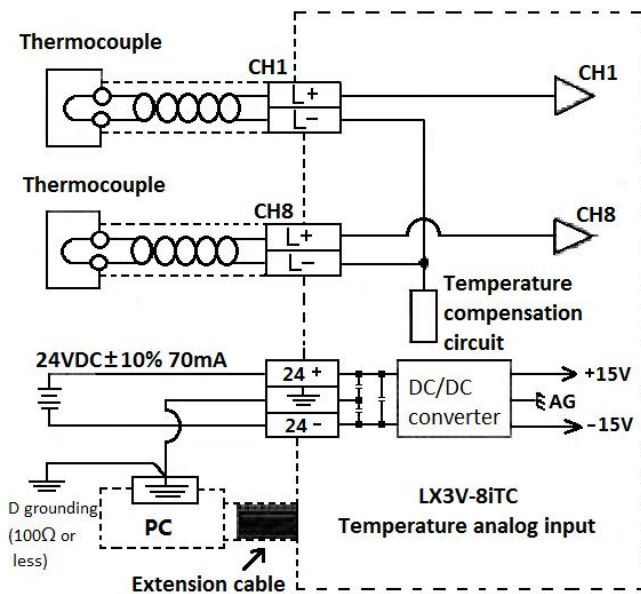 Thermocouple
CH1
CH1
L+
L−
Thermocouple
CH8
CH8
L+
L−
Temperature
compensation
circuit
24VDC±10% 70mA
24 +
24 −
DC/DC
converter
+15V
AG
−15V
D grounding
(100Ω or
less)
PC
LX3V-8iTC
Temperature analog input
Extension cable